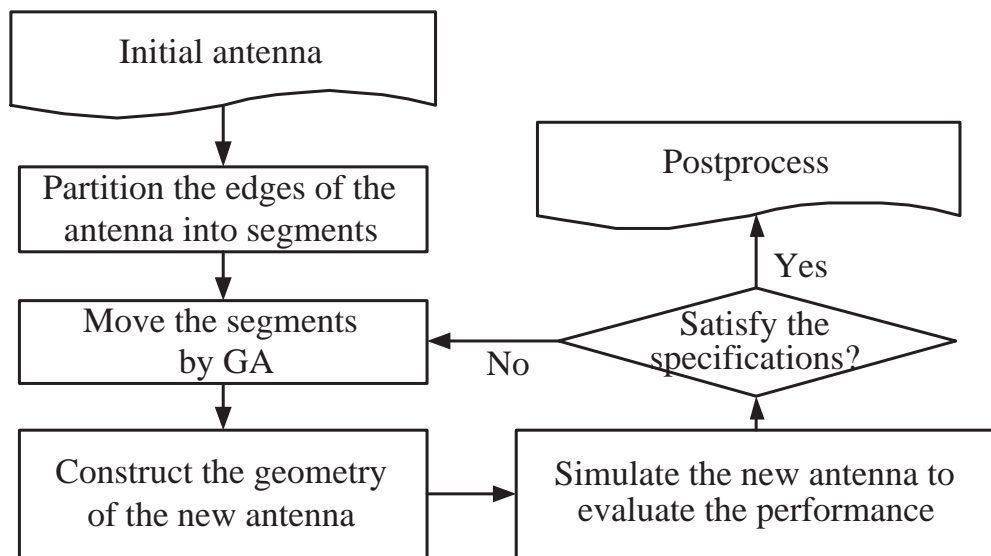 Initial antenna
Partition the edges of the
antenna into segments
Move the segments
by GA
Construct the geometry
of the new antenna
Simulate the new antenna to
evaluate the performance
Satisfy the
specifications?
No
Yes
Postprocess